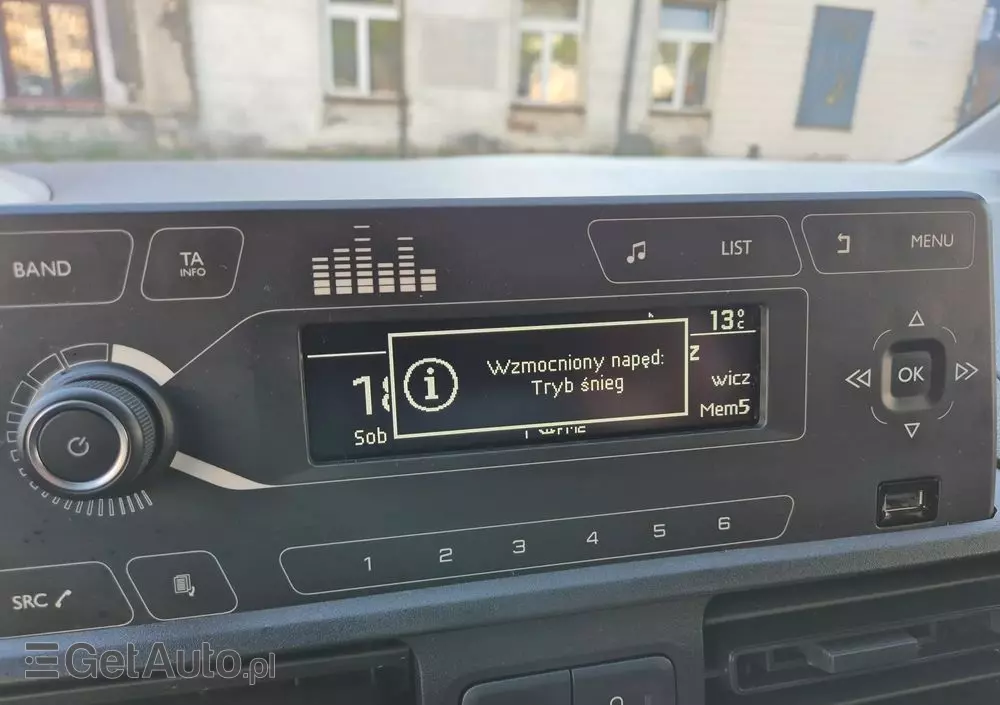 BAND
TA
INFO
LIST
MENU
13°C
Wzmocniony napęd:
Tryb śnieg
wicz
Sob
Mem5
OK
1 2 3 4 5 6
SRC
GetAuto.pl